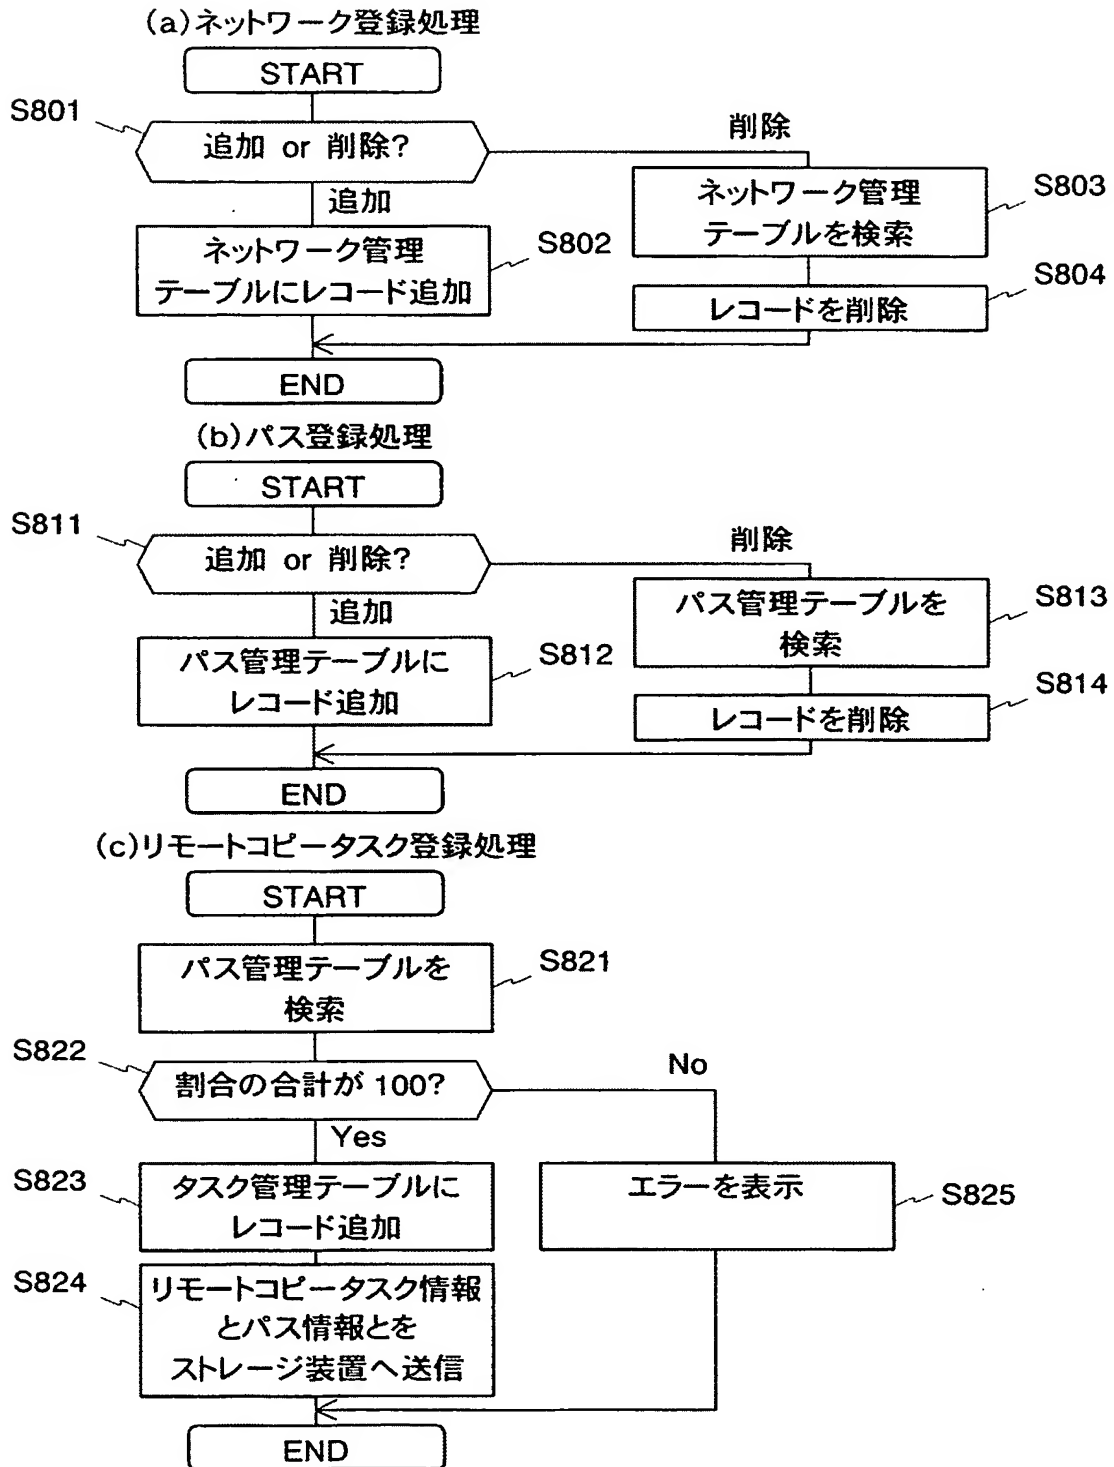 (a)ネットワーク登録処理
START
S801
追加 or 削除?
削除
追加
ネットワーク管理
テーブルを検索
S803
ネットワーク管理
テーブルにレコード追加
S802
レコードを削除
S804
END
(b)パス登録処理
START
S811
追加 or 削除?
削除
追加
パス管理テーブルを
検索
S813
パス管理テーブルに
レコード追加
S812
レコードを削除
S814
END
(c)リモートコピータスク登録処理
START
パス管理テーブルを
検索
S821
S822
割合の合計が 100?
No
Yes
S823
タスク管理テーブルに
レコード追加
エラーを表示
S825
S824
リモートコピータスク情報
とパス情報とを
ストレージ装置へ送信
END